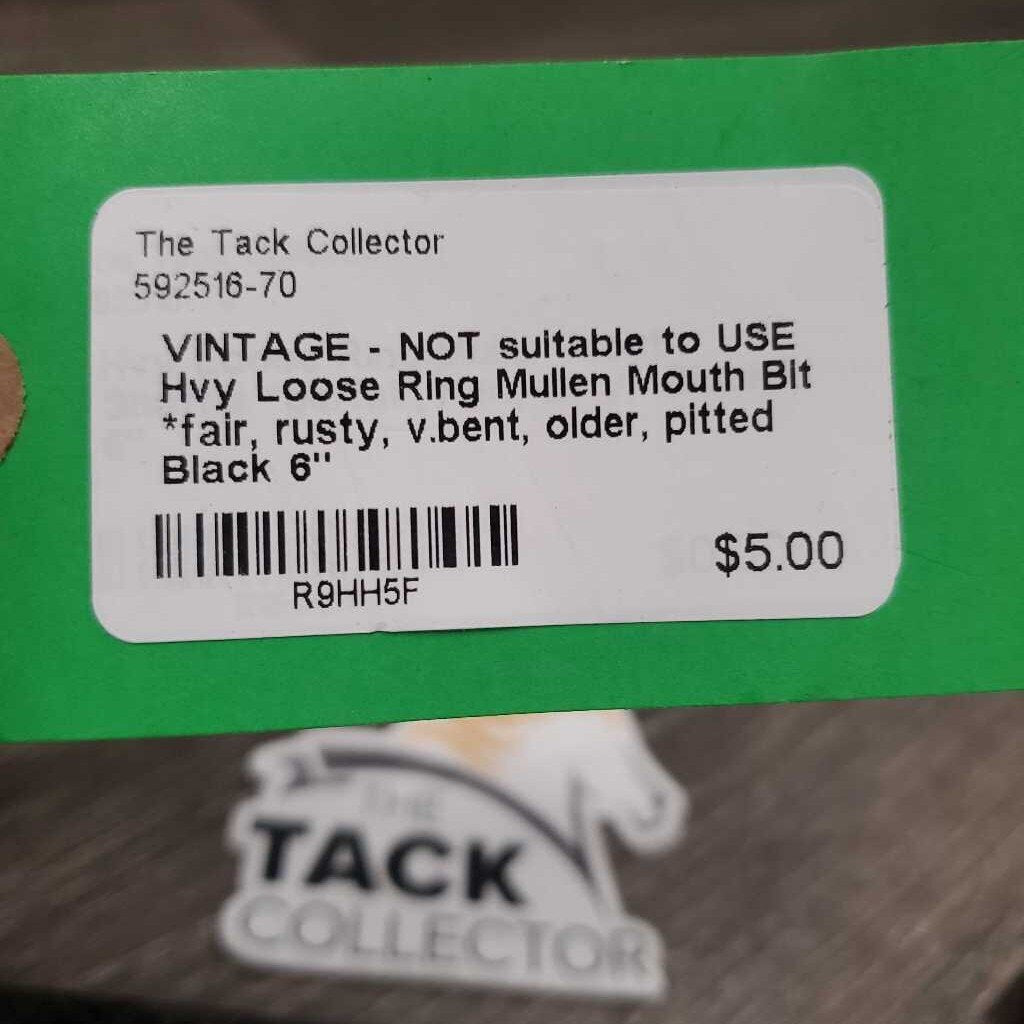 The Tack Collector
592516-70
VINTAGE - NOT suitable to USE
Hvy Loose Ring Mullen Mouth Bit
*fair, rusty, v.bent, older, pitted
Black 6"
R9HH5F
$5.00
THE
TACK
COLLECTOR